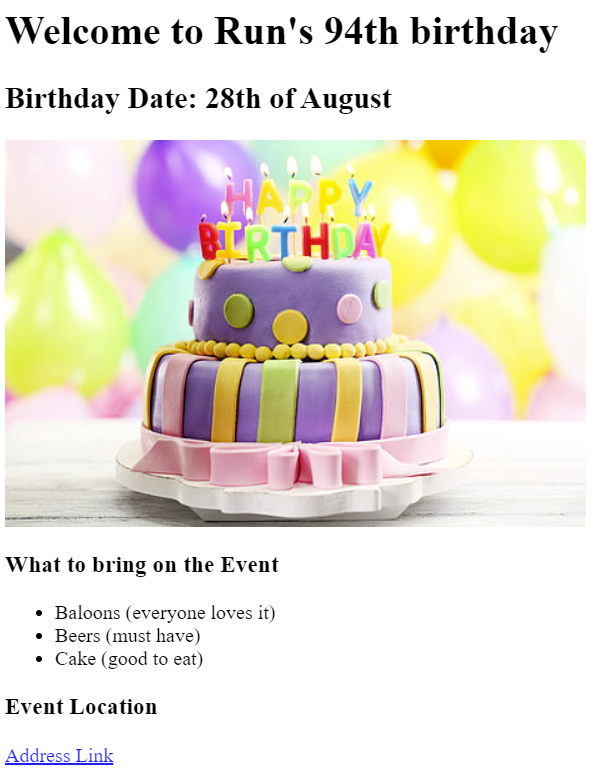 Welcome to Run's 94th birthday
Birthday Date: 28th of August
HAPPY
BIRTHDAY
What to bring on the Event
Baloons (everyone loves it)
Beers (must have)
Cake (good to eat)
Event Location
Address Link